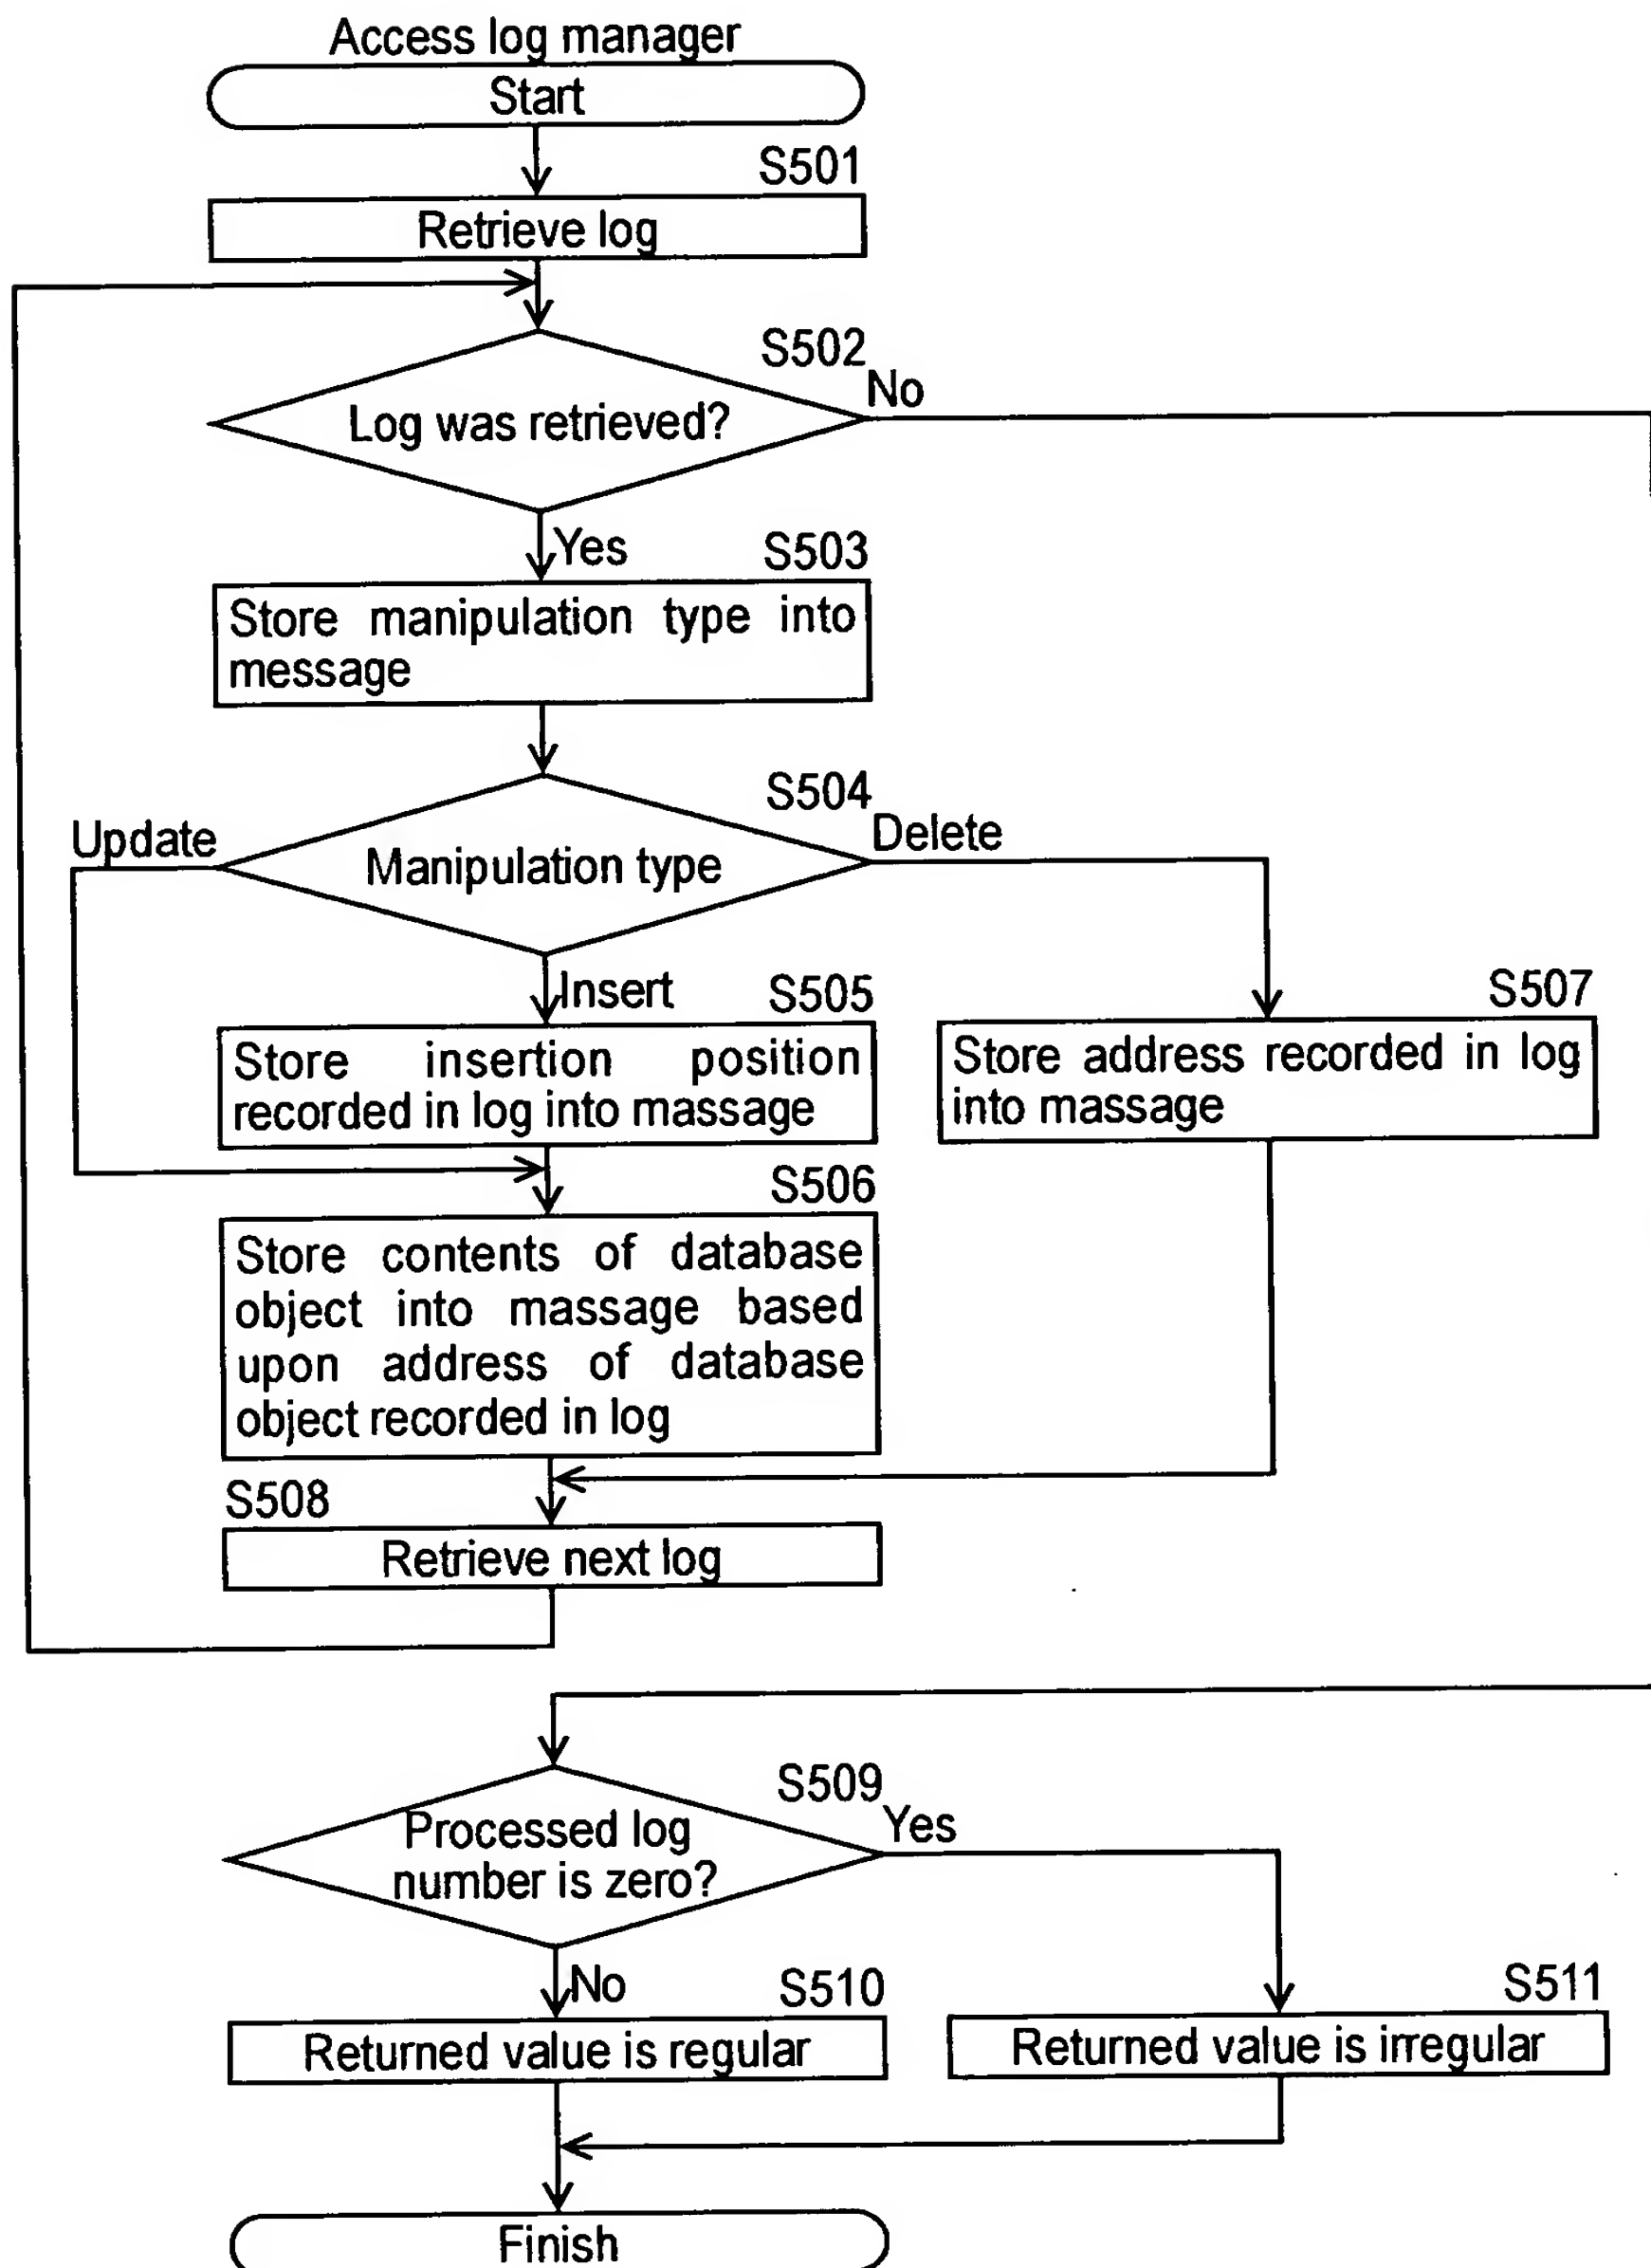 Access log manager
Start
S501
Retrieve log
S502
No
Log was retrieved?
Yes
S503
Store manipulation type into
message
S504
Update
Delete
Manipulation type
Insert
S505
S507
Store insertion position
recorded in log into massage
Store address recorded in log
into massage
S506
Store contents of database
object into massage based
upon address of database
object recorded in log
S508
Retrieve next log
S509
Yes
Processed log
number is zero?
No
S510
S511
Returned value is regular
Returned value is irregular
Finish